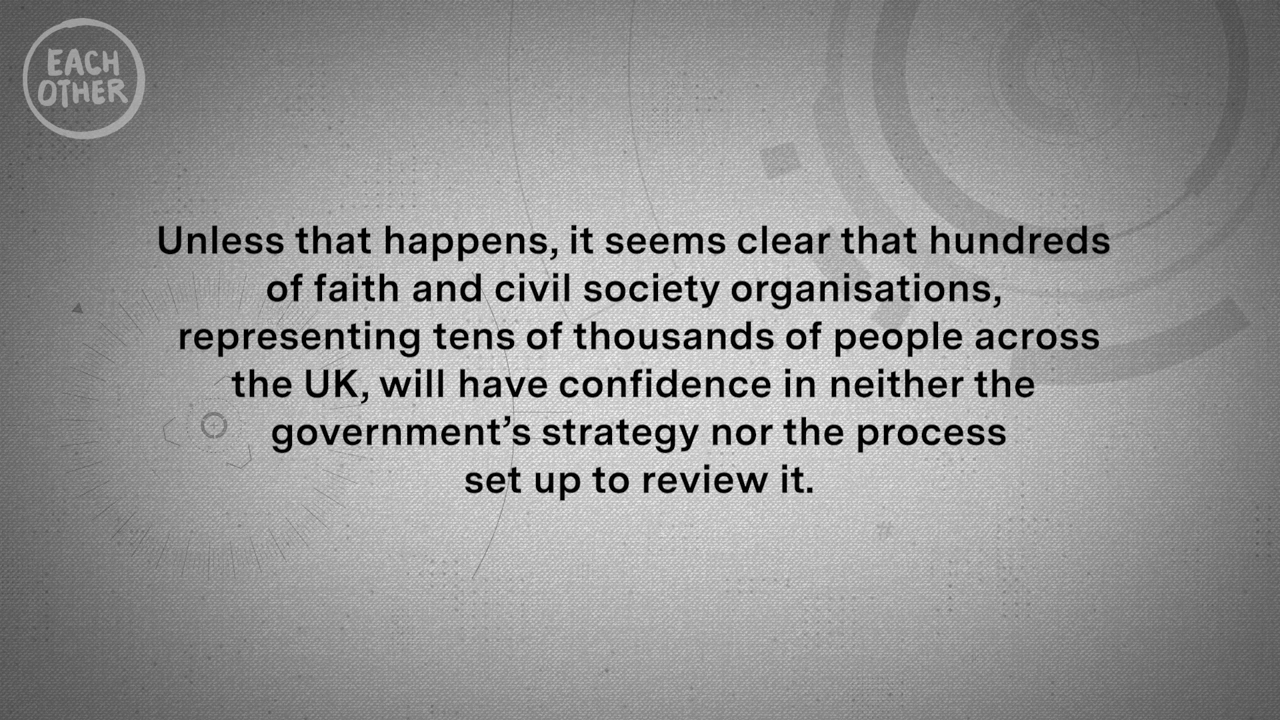 EACH
OTHER
Unless that happens, it seems clear that hundreds
of faith and civil society organisations,
representing tens of thousands of people across
the UK, will have confidence in neither the
government’s strategy nor the process
set up to review it.